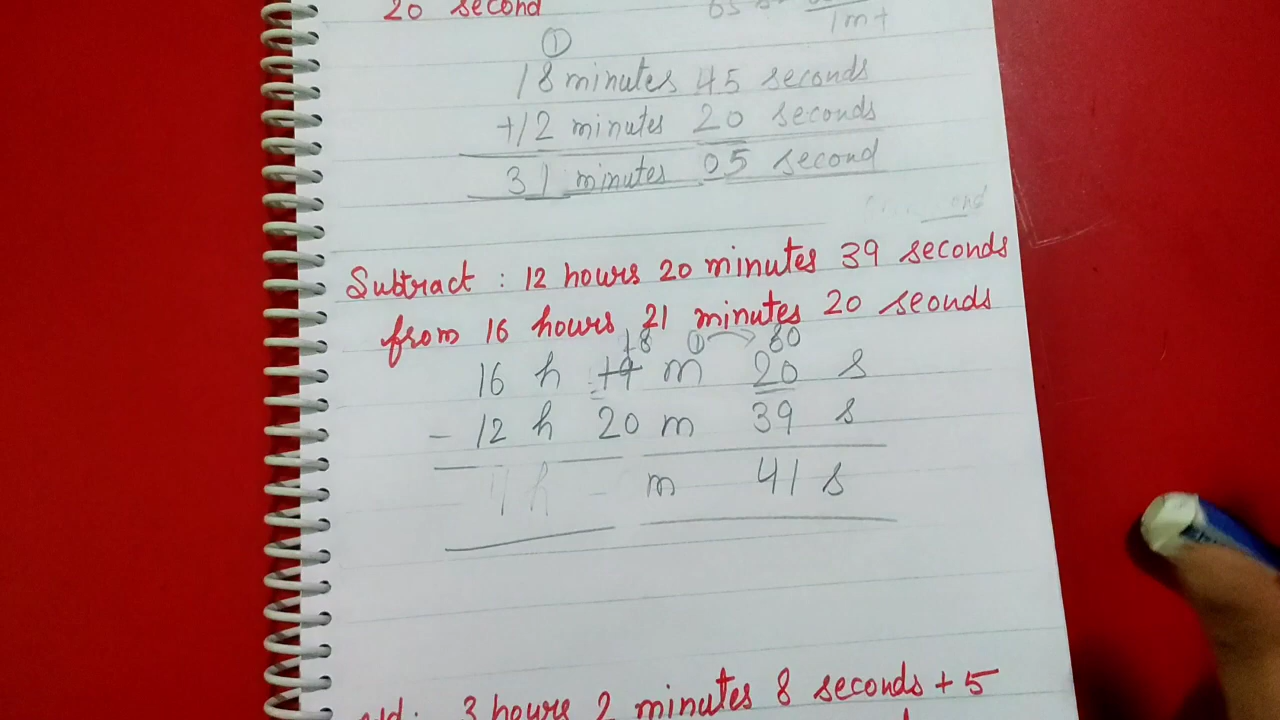 20 second
1m+
①
18 minutes 45 seconds
+12 minutes 20 seconds
31 minutes 05 second
Subtract : 12 hours 20 minutes 39 seconds
from 16 hours 21 minutes 20 seonds
18 ① 60
16 h 19 m 20 s
- 12 h 20 m 39 s
m 41 s
3 hours 2 minutes 8 seconds + 5